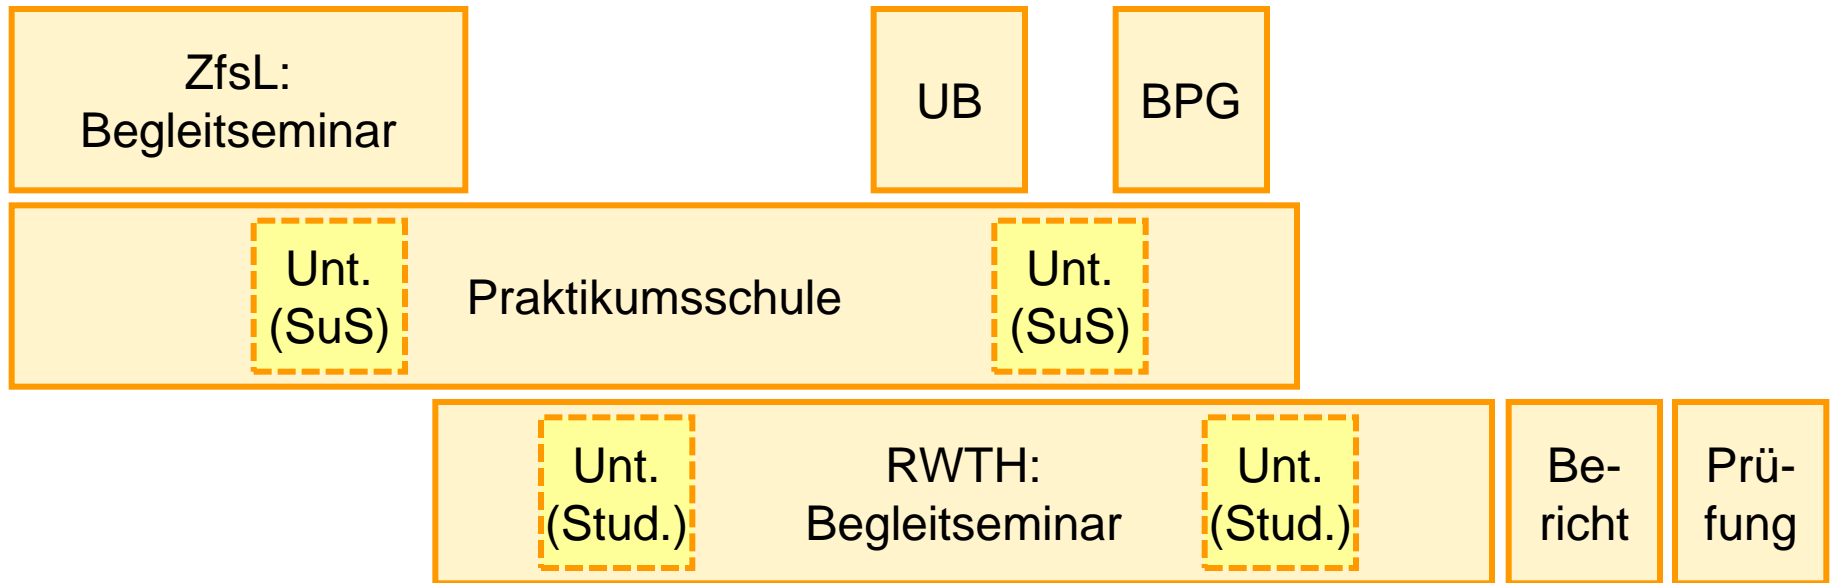 ZfsL:
Begleitseminar
UB
BPG
Unt.
(SuS)
Praktikumsschule
Unt.
(SuS)
Unt.
(Stud.)
RWTH:
Begleitseminar
Unt.
(Stud.)
Be-
richt
Prü-
fung